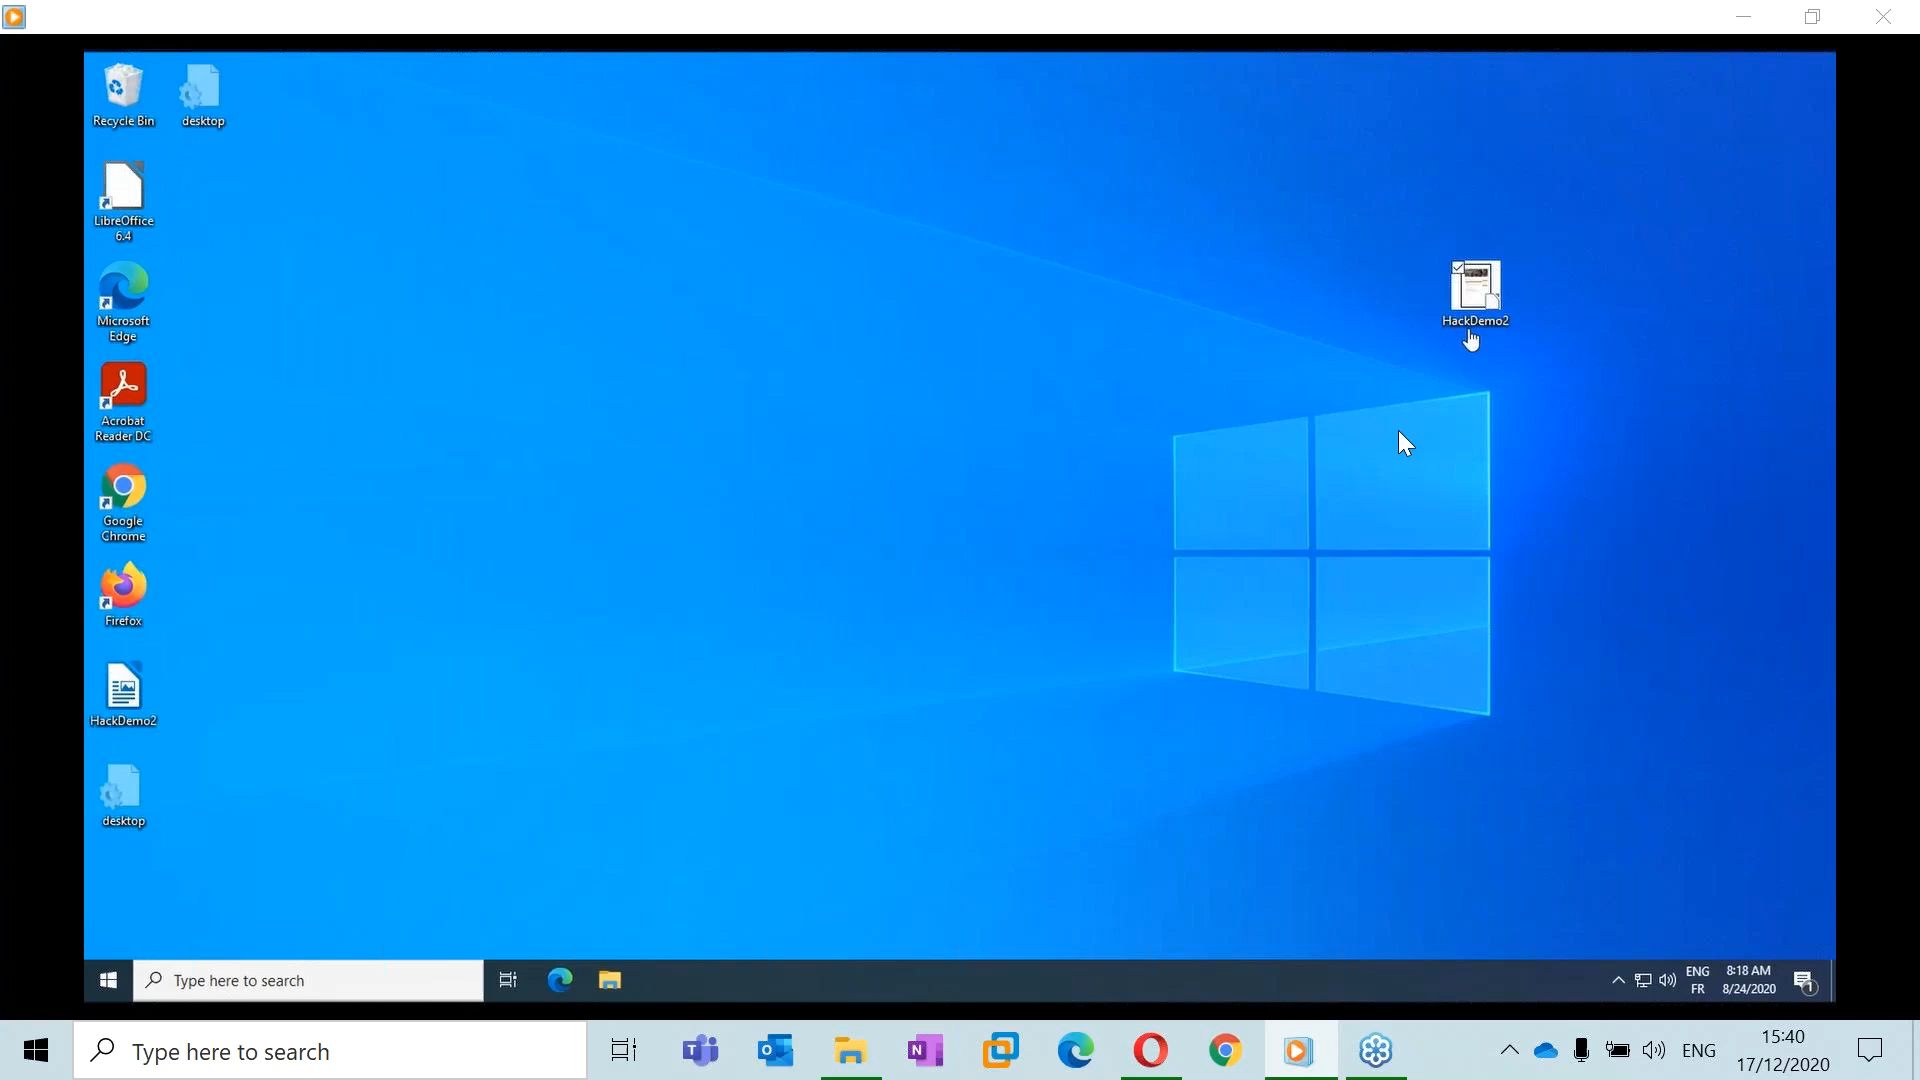 Recycle Bin
desktop
LibreOffice
6.4
Microsoft
Edge
HackDemo2
Acrobat
Reader DC
Google
Chrome
Firefox
HackDemo2
desktop
Type here to search
ENG
FR
8:18 AM
8/24/2020
1
Type here to search
ENG
15:40
17/12/2020